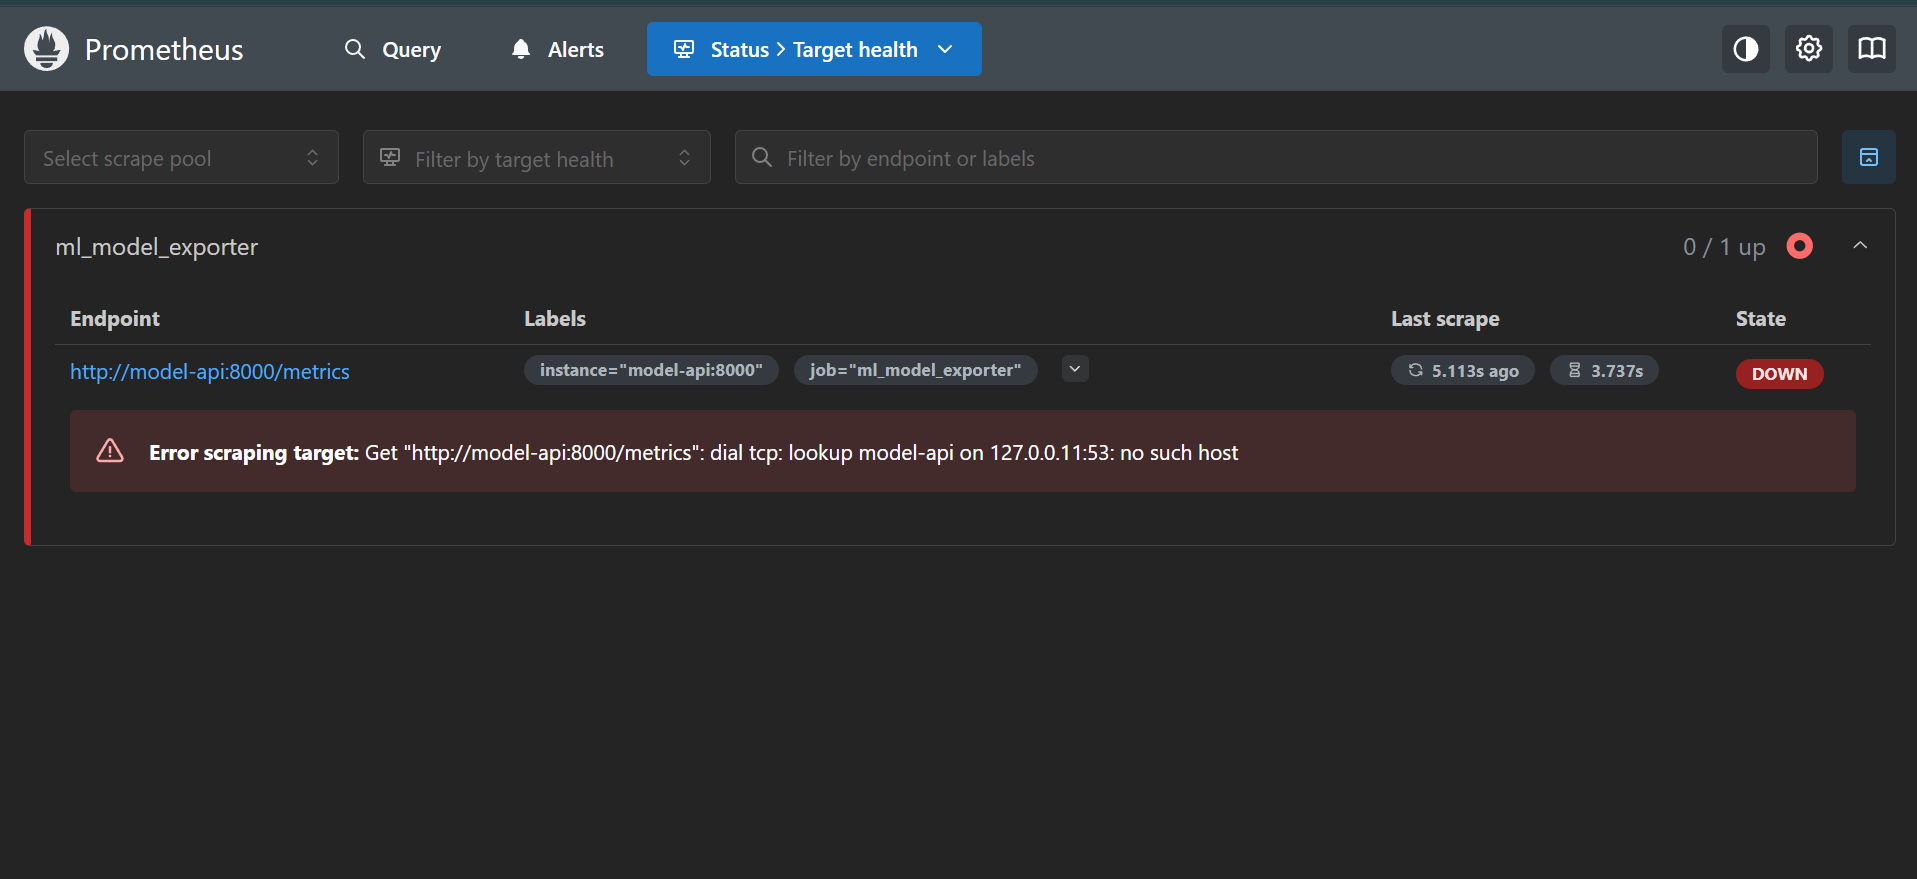 Prometheus Query Alerts Status > Target health
Select scrape pool Filter by target health Filter by endpoint or labels
ml_model_exporter 0 / 1 up
Endpoint Labels Last scrape State
http://model-api:8000/metrics instance="model-api:8000" job="ml_model_exporter" 5.113s ago 3.737s DOWN
Error scraping target: Get "http://model-api:8000/metrics": dial tcp: lookup model-api on 127.0.0.11:53: no such host